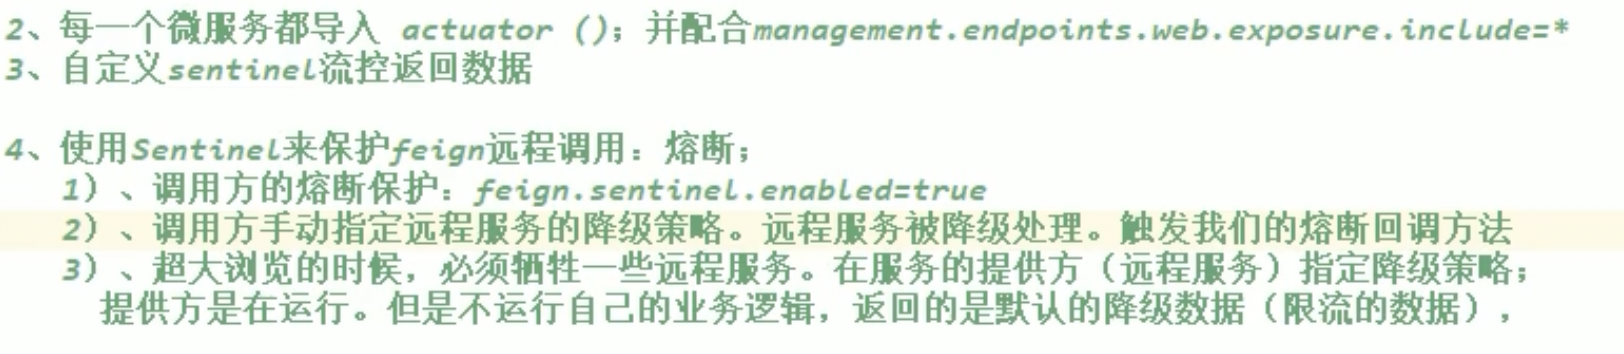 2、每一个微服务都导入 actuator ()；并配合management.endpoints.web.exposure.include=*
3、自定义sentinel流控返回数据
4、使用Sentinel来保护feign远程调用：熔断；
1）、调用方的熔断保护：feign.sentinel.enabled=true
2）、调用方手动指定远程服务的降级策略。远程服务被降级处理。触发我们的熔断回调方法
3）、超大浏览的时候，必须牺牲一些远程服务。在服务的提供方（远程服务）指定降级策略；
提供方是在运行。但是不运行自己的业务逻辑，返回的是默认的降级数据（限流的数据），